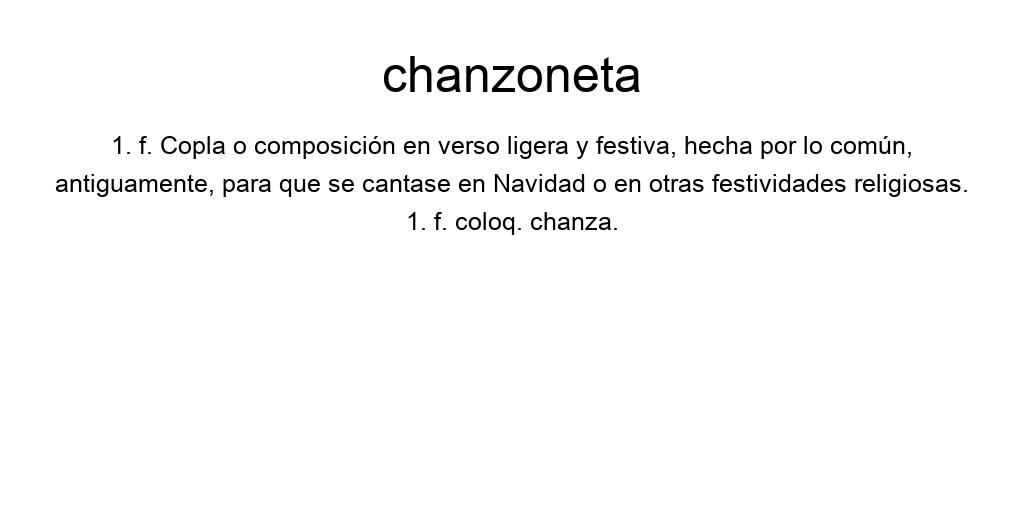 chanzoneta
1. f. Copla o composición en verso ligera y festiva, hecha por lo común,
antiguamente, para que se cantase en Navidad o en otras festividades religiosas.
1. f. coloq. chanza.